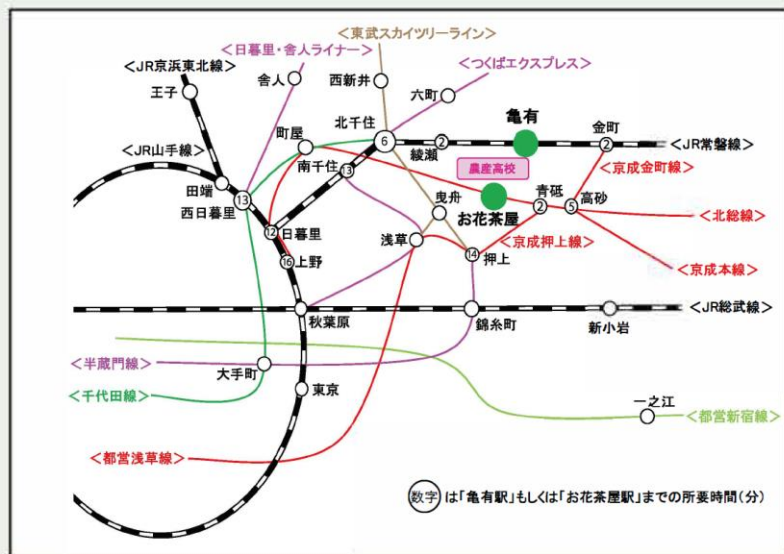 ＜東武スカイツリーライン＞
＜日暮里・舎人ライナー＞
＜JR京浜東北線＞
＜つくばエクスプレス＞
舎人
西新井
王子
六町
亀有
北千住
町屋
金町
6
2
2
＜JR常磐線＞
綾瀬
＜JR山手線＞
南千住
13
農産高校
＜京成金町線＞
田端
青砥
高砂
13
西日暮里
曳舟
お花茶屋
2
5
＜北総線＞
12
日暮里
浅草
＜京成押上線＞
16
上野
14
押上
＜京成本線＞
＜JR総武線＞
秋葉原
錦糸町
新小岩
＜半蔵門線＞
大手町
＜千代田線＞
東京
一之江
＜都営新宿線＞
＜都営浅草線＞
数字 は「亀有駅」もしくは「お花茶屋駅」までの所要時間（分）